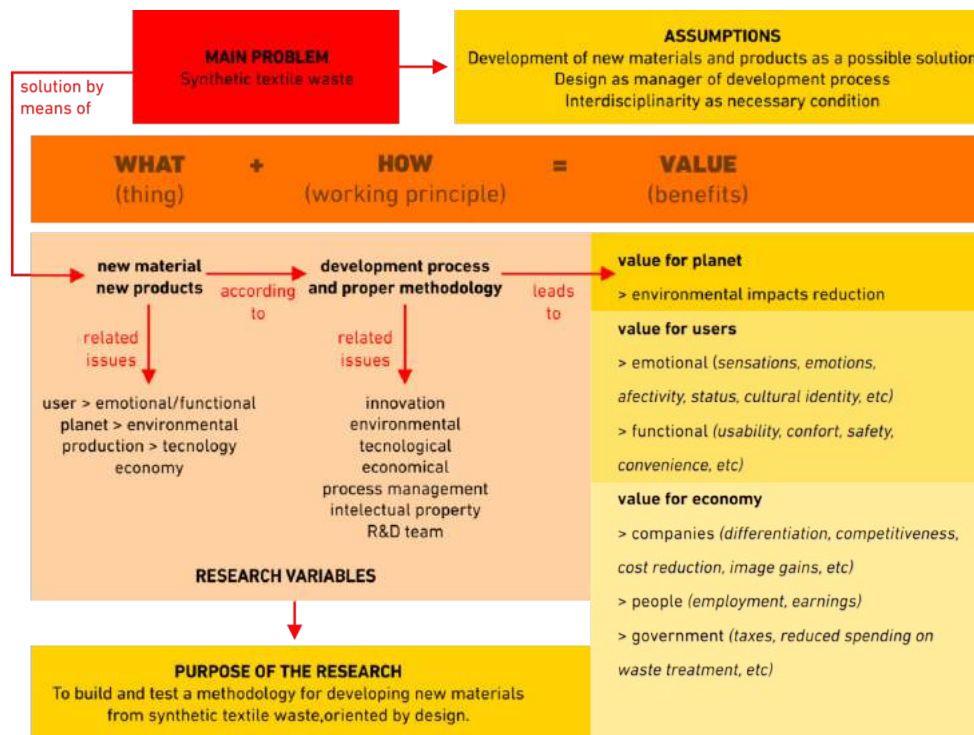 MAIN PROBLEM
Synthetic textile waste
ASSUMPTIONS
Development of new materials and products as a possible solution
Design as manager of development process
Interdisciplinarity as necessary condition
solution by
means of
WHAT + HOW = VALUE
(thing) (working principle) (benefits)
new material
new products
according
to
development process
and proper methodology
leads
to
related
issues
user > emotional/functional
planet > environmental
production > tecnology
economy
related
issues
innovation
environmental
tecnological
economical
process management
intelectual property
R&D team
RESEARCH VARIABLES
value for planet
> environmental impacts reduction
value for users
> emotional (sensations, emotions,
afectivity, status, cultural identity, etc)
> functional (usability, confort, safety,
convenience, etc)
value for economy
> companies (differentiation, competitiveness,
cost reduction, image gains, etc)
> people (employment, earnings)
> government (taxes, reduced spending on
waste treatment, etc)
PURPOSE OF THE RESEARCH
To build and test a methodology for developing new materials
from synthetic textile waste,oriented by design.